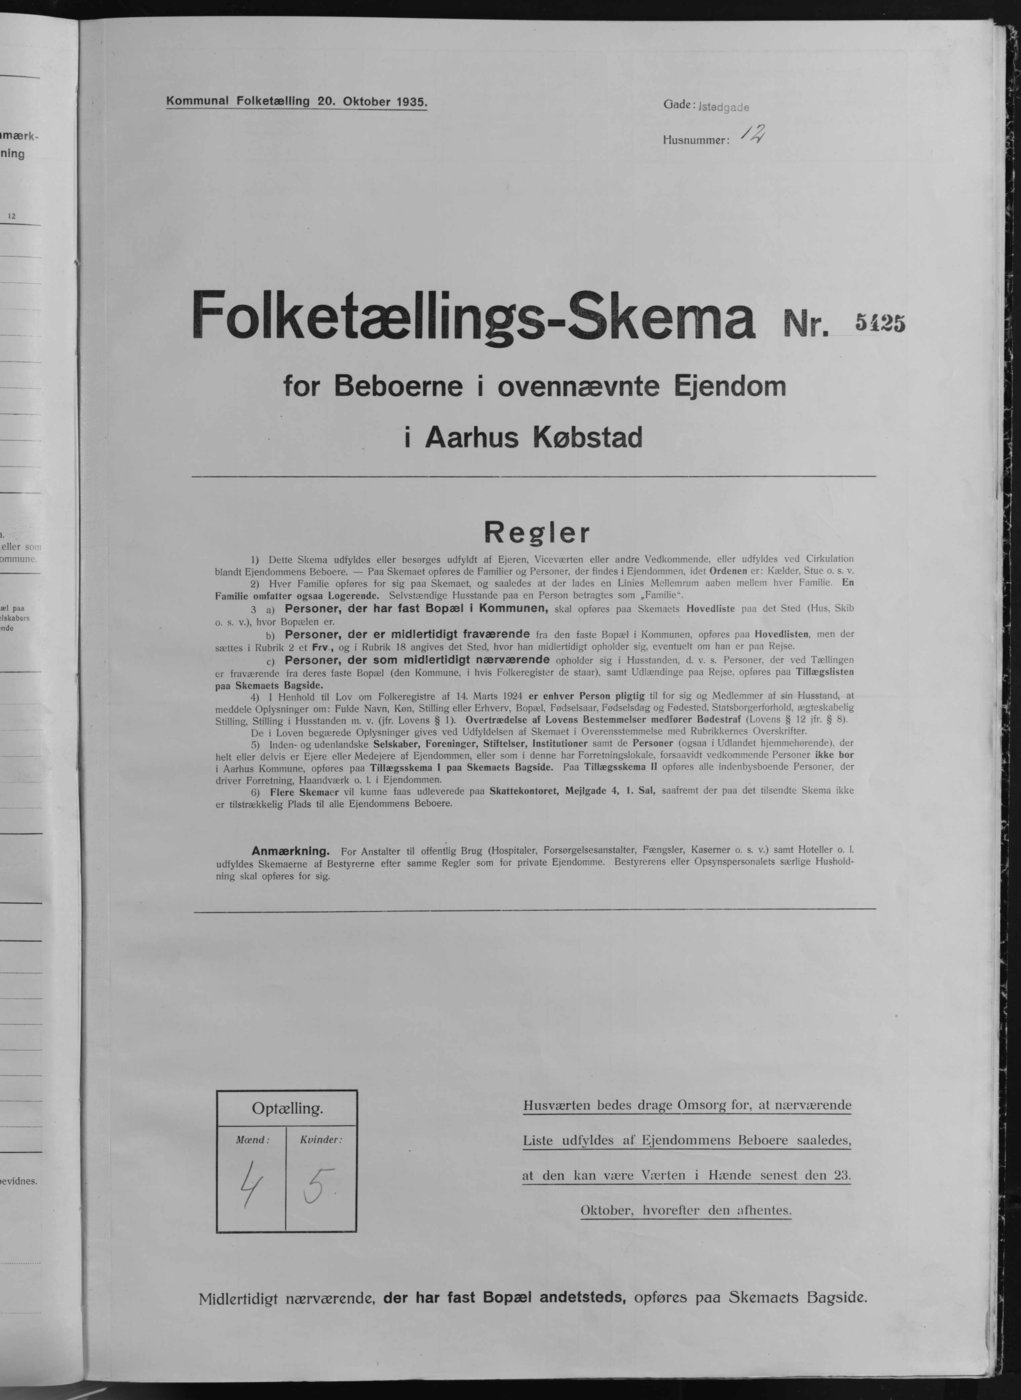 mærk-
ning
12
eller som
ommune.
æl paa
elskabers
ende
evidnes.
Kommunal Folketælling 20. Oktober 1935.
Gade: Istedgade
Husnummer: 12
Folketællings-Skema Nr. 5425
for Beboerne i ovennævnte Ejendom
i Aarhus Købstad
Regler
1) Dette Skema udfyldes eller besørges udfyldt af Ejeren, Viceværten eller andre Vedkommende, eller udfyldes ved Cirkulation
blandt Ejendommens Beboere. — Paa Skemaet opføres de Familier og Personer, der findes i Ejendommen, idet Ordenen er: Kælder, Stue o. s. v.
2) Hver Familie opføres for sig paa Skemaet, og saaledes at der lades en Linies Mellemrum aaben mellem hver Familie. En
Familie omfatter ogsaa Logerende. Selvstændige Husstande paa en Person betragtes som „Familie“.
3 a) Personer, der har fast Bopæl i Kommunen, skal opføres paa Skemaets Hovedliste paa det Sted (Hus, Skib
o. s. v.), hvor Bopælen er.
b) Personer, der er midlertidigt fraværende fra den faste Bopæl i Kommunen, opføres paa Hovedlisten, men der
sættes i Rubrik 2 et Frv., og i Rubrik 18 angives det Sted, hvor han midlertidigt opholder sig, eventuelt om han er paa Rejse.
c) Personer, der som midlertidigt nærværende opholder sig i Husstanden, d. v. s. Personer, der ved Tællingen
er fraværende fra deres faste Bopæl (den Kommune, i hvis Folkeregister de staar), samt Udlændinge paa Rejse, opføres paa Tillægslisten
paa Skemaets Bagside.
4) I Henhold til Lov om Folkeregistre af 14. Marts 1924 er enhver Person pligtig til for sig og Medlemmer af sin Husstand, at
meddele Oplysninger om: Fulde Navn, Køn, Stilling eller Erhverv, Bopæl, Fødselsaar, Fødselsdag og Fødested, Statsborgerforhold, ægteskabelig
Stilling, Stilling i Husstanden m. v. (jfr. Lovens § 1). Overtrædelse af Lovens Bestemmelser medfører Bødestraf (Lovens § 12 jfr. § 8).
De i Loven begærede Oplysninger gives ved Udfyldelsen af Skemaet i Overensstemmelse med Rubrikkernes Overskrifter.
5) Inden- og udenlandske Selskaber, Foreninger, Stiftelser, Institutioner samt de Personer (ogsaa i Udlandet hjemmehørende), der
helt eller delvis er Ejere eller Medejere af Ejendommen, eller som i denne har Forretningslokale, forsaavidt vedkommende Personer ikke bor
i Aarhus Kommune, opføres paa Tillægsskema I paa Skemaets Bagside. Paa Tillægsskema II opføres alle indenbysboende Personer, der
driver Forretning, Haandværk o. l. i Ejendommen.
6) Flere Skemaer vil kunne faas udleverede paa Skattekontoret, Mejlgade 4, 1. Sal, saafremt der paa det tilsendte Skema ikke
er tilstrækkelig Plads til alle Ejendommens Beboere.
Anmærkning. For Anstalter til offentlig Brug (Hospitaler, Forsørgelsesanstalter, Fængsler, Kaserner o. s. v.) samt Hoteller o. l.
udfyldes Skemaerne af Bestyrerne efter samme Regler som for private Ejendomme. Bestyrerens eller Opsynspersonalets særlige Hushold-
ning skal opføres for sig.
Optælling.
Mænd: Kvinder:
4 5
Husværten bedes drage Omsorg for, at nærværende
Liste udfyldes af Ejendommens Beboere saaledes,
at den kan være Værten i Hænde senest den 23.
Oktober, hvorefter den afhentes.
Midlertidigt nærværende, der har fast Bopæl andetsteds, opføres paa Skemaets Bagside.